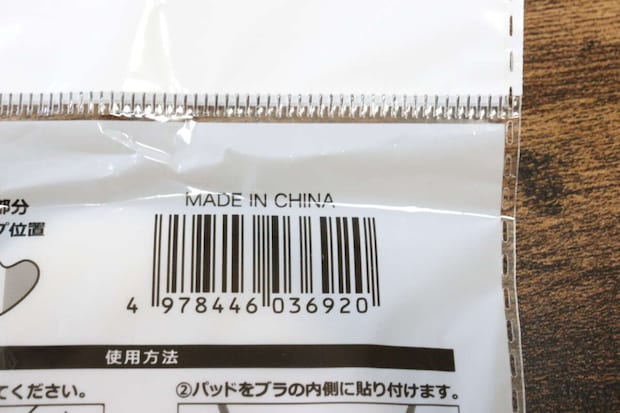 部分
プ位置
MADE IN CHINA
4 978446 036920
使用方法
てください。
②パッドをブラの内側に貼り付けます。